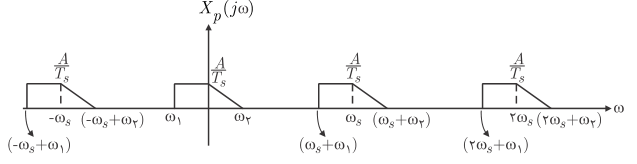 X_p(jω)
A/T_s A/T_s A/T_s A/T_s
-ω_s (-ω_s+ω_۲) ω_۱ ω_۲ ω_s (ω_s+ω_۲) ۲ω_s (۲ω_s+ω_۲) ω
(-ω_s+ω_۱) (ω_s+ω_۱) (۲ω_s+ω_۱)